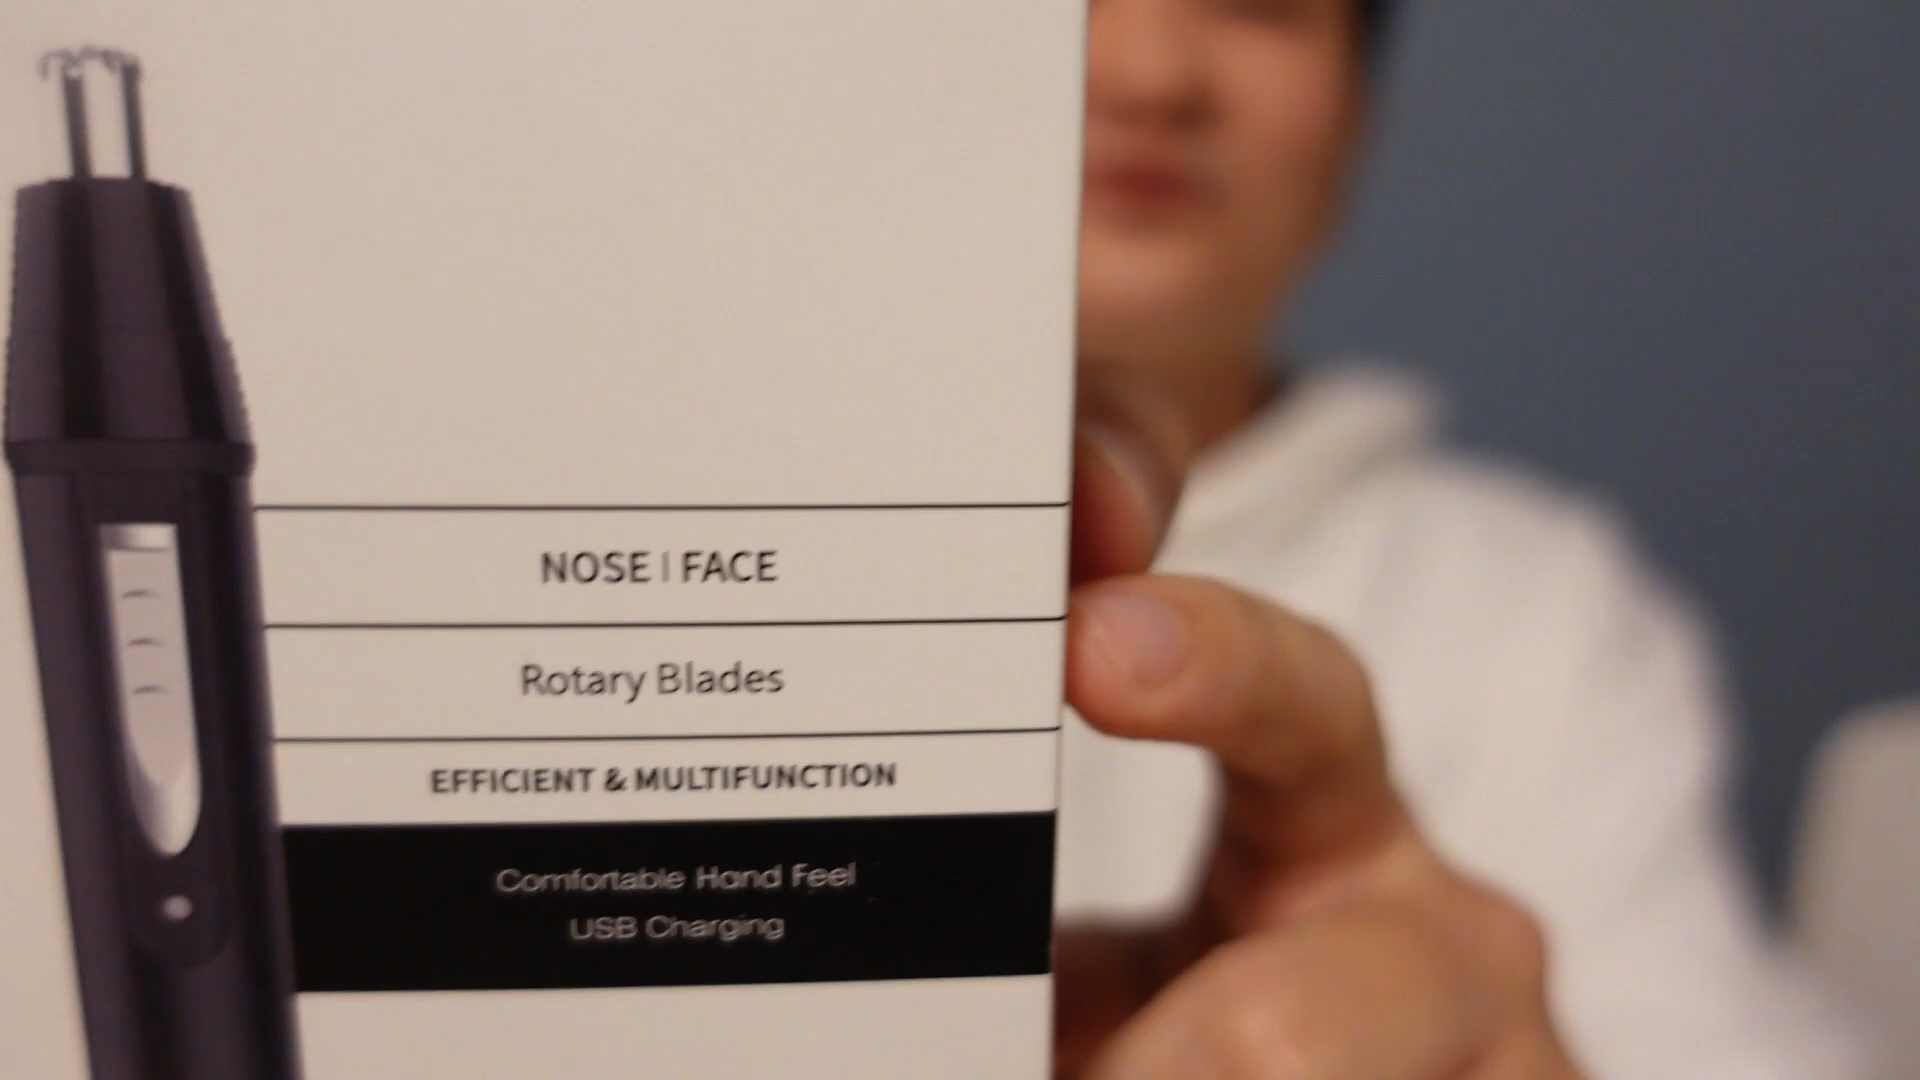 NOSE | FACE
Rotary Blades
EFFICIENT & MULTIFUNCTION
Comfortable Hand Feel
USB Charging